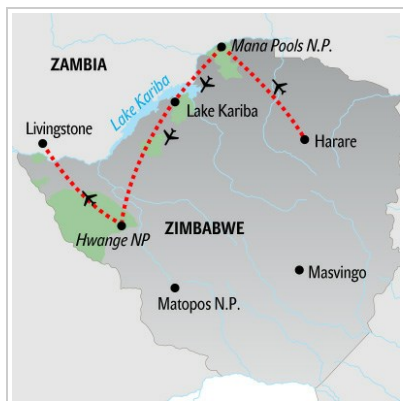 Mana Pools N.P.
ZAMBIA
Lake Kariba
Lake Kariba
Livingstone
Harare
ZIMBABWE
Hwange NP
Masvingo
Matopos N.P.